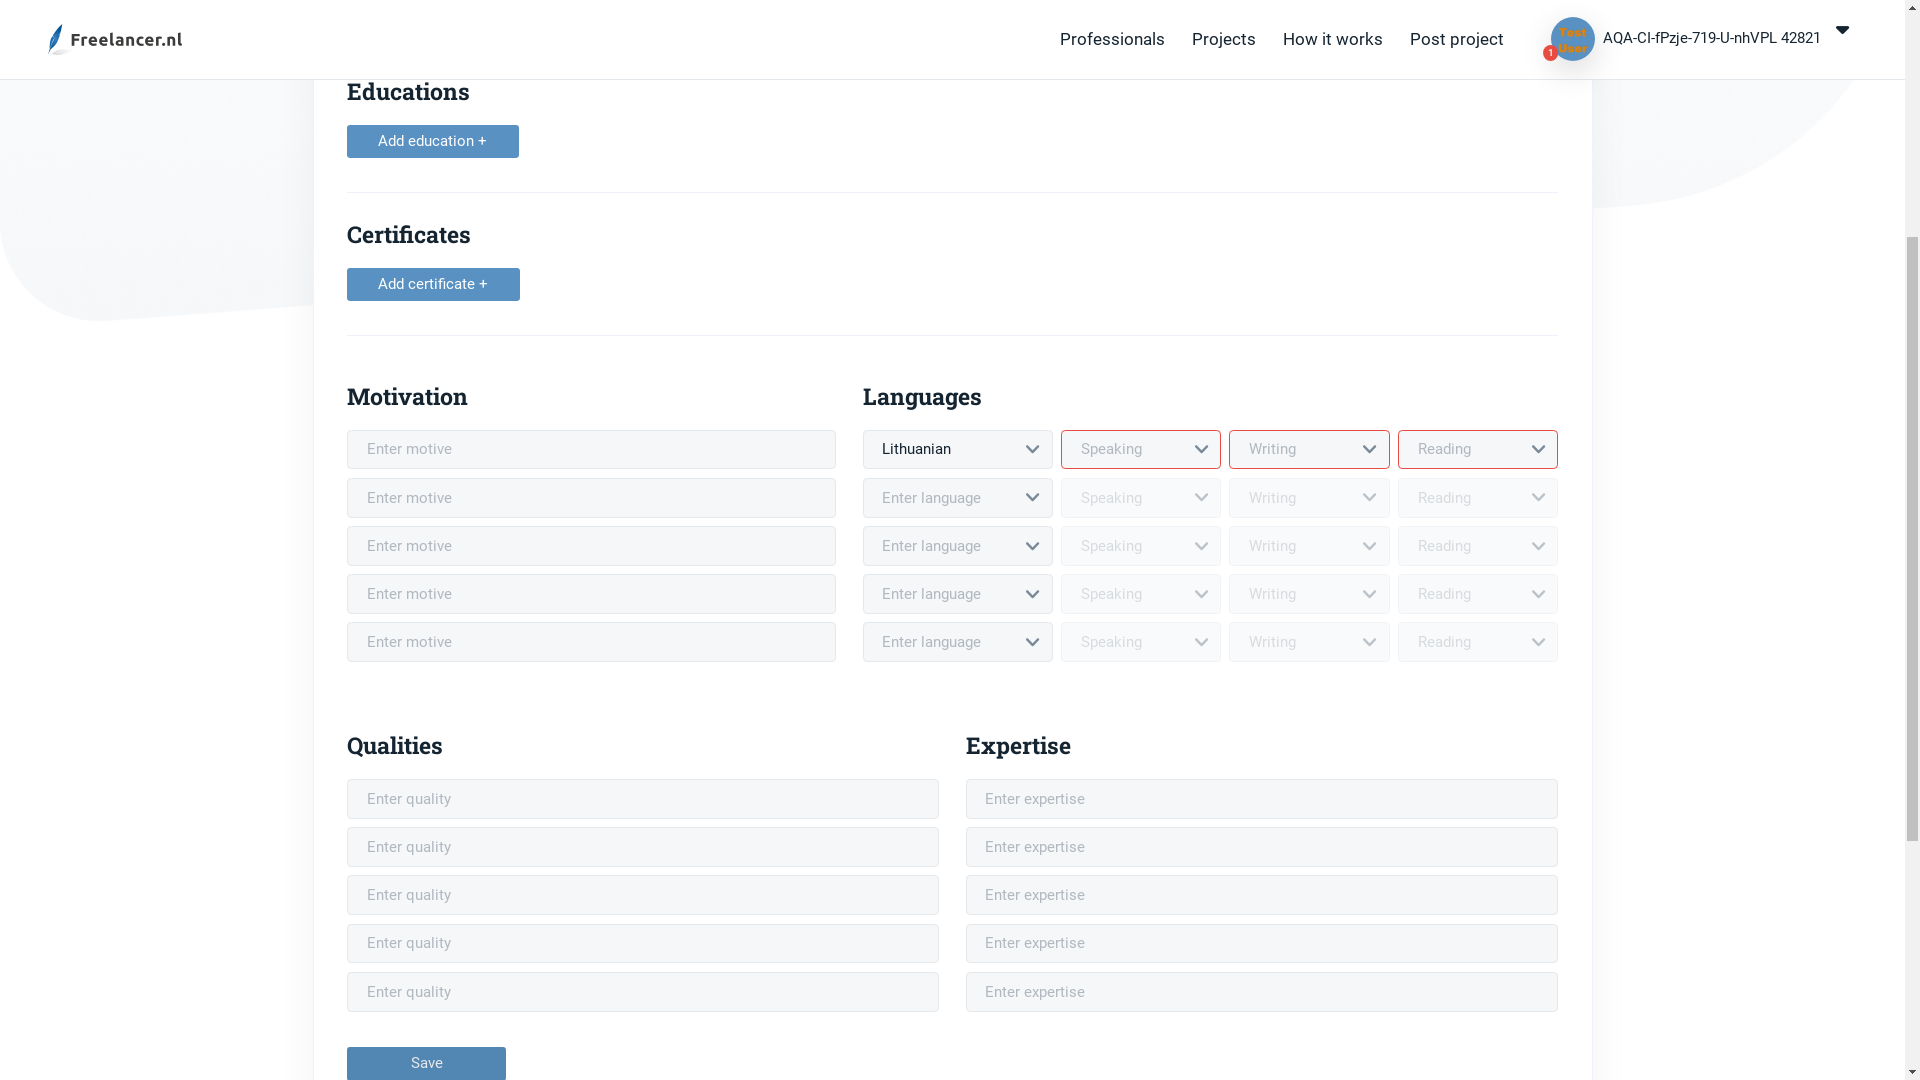 Freelancer.nl
Professionals Projects How it works Post project
Test User
1
AQA-CI-fPzje-719-U-nhVPL 42821
Educations
Add education +
Certificates
Add certificate +
Motivation
Enter motive
Enter motive
Enter motive
Enter motive
Enter motive
Languages
Lithuanian Speaking Writing Reading
Enter language Speaking Writing Reading
Enter language Speaking Writing Reading
Enter language Speaking Writing Reading
Enter language Speaking Writing Reading
Qualities
Enter quality
Enter quality
Enter quality
Enter quality
Enter quality
Expertise
Enter expertise
Enter expertise
Enter expertise
Enter expertise
Enter expertise
Save